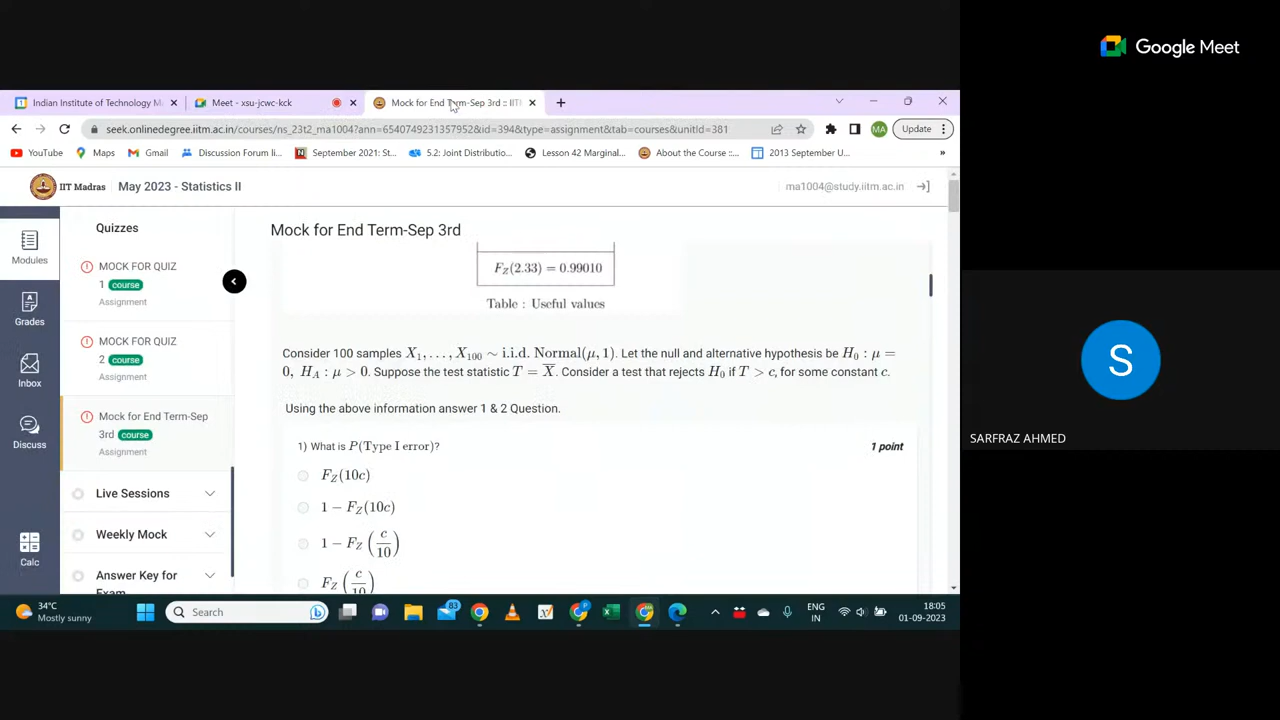 Google Meet
Indian Institute of Technology M
Meet - xsu-jcwc-kck
Mock for End Term-Sep 3rd :: IIT
seek.onlinedegree.iitm.ac.in/courses/ns_23t2_ma1004?ann=6540749231357952&id=394&type=assignment&tab=courses&unitId=381
MA
Update
YouTube
Maps
Gmail
Discussion Forum li...
September 2021: St...
5.2: Joint Distributio...
Lesson 42 Marginal...
About the Course ::...
2013 September U...
»
IIT Madras
May 2023 - Statistics II
ma1004@study.iitm.ac.in
Modules
Grades
Inbox
Discuss
Calc
Quizzes
MOCK FOR QUIZ
1 course
Assignment
MOCK FOR QUIZ
2 course
Assignment
Mock for End Term-Sep
3rd course
Assignment
Live Sessions
Weekly Mock
Answer Key for
Exam
Mock for End Term-Sep 3rd
F_Z(2.33) = 0.99010
Table : Useful values
Consider 100 samples X_1, . . . , X_100 ∼ i.i.d. Normal(μ, 1). Let the null and alternative hypothesis be H_0 : μ =
0, H_A : μ > 0. Suppose the test statistic T = X̅. Consider a test that rejects H_0 if T > c, for some constant c.
Using the above information answer 1 & 2 Question.
1) What is P(Type I error)?
1 point
F_Z(10c)
1 − F_Z(10c)
1 − F_Z(c/10)
F_Z(c/10)
S
SARFRAZ AHMED
34°C
Mostly sunny
Search
83
ENG
IN
18:05
01-09-2023